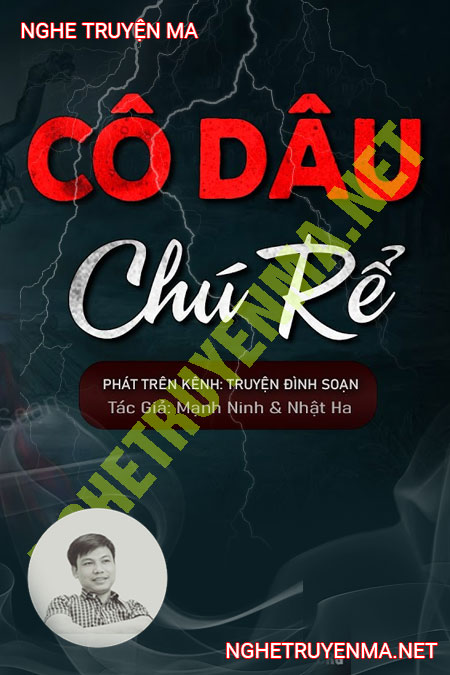 NGHE TRUYỆN MA
CÔ DÂU
Chú Rể
PHÁT TRÊN KÊNH: TRUYỆN ĐÌNH SOẠN
Tác Giả: Mạnh Ninh & Nhật Ha
NGHETRUYENMA.NET
NGHETRUYENMA.NET